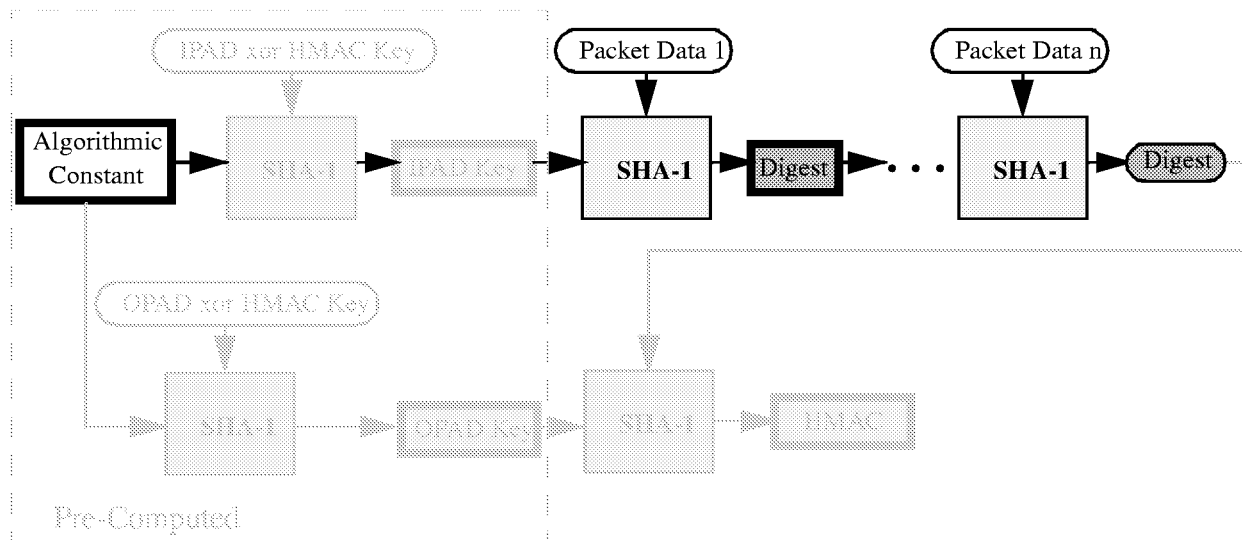 IPAD xor HMAC Key
Packet Data 1
Packet Data n
Algorithmic
Constant
SHA-1
IPAD Key
SHA-1
Digest
• • •
SHA-1
Digest
OPAD xor HMAC Key
SHA-1
OPAD Key
SHA-1
HMAC
Pre-Computed